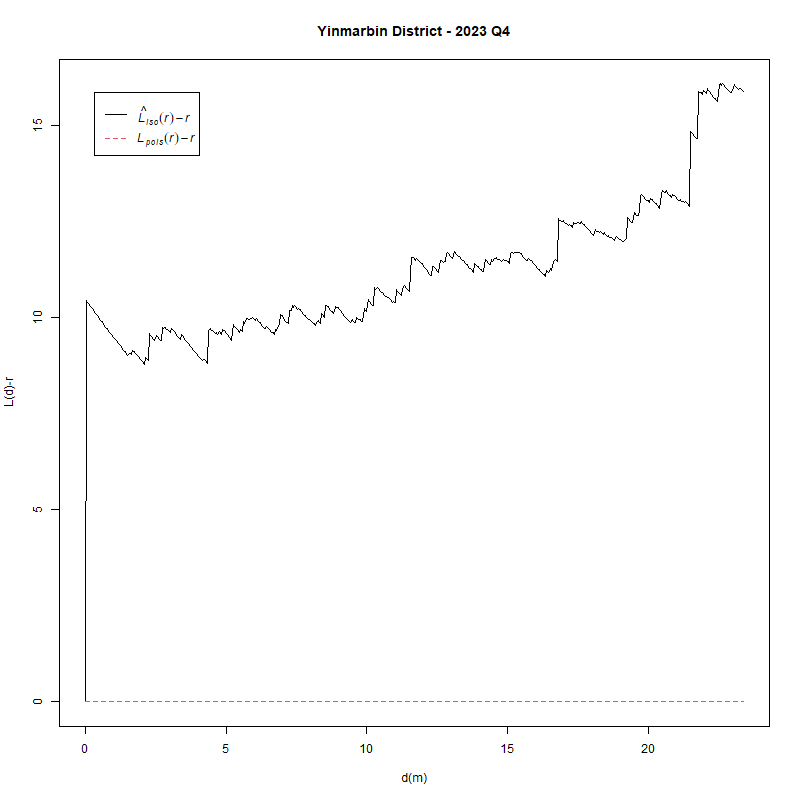 Yinmarbin District - 2023 Q4
L̂iso(r) − r
Lpois(r) − r
15
10
5
0
L(d)-r
0 5 10 15 20
d(m)